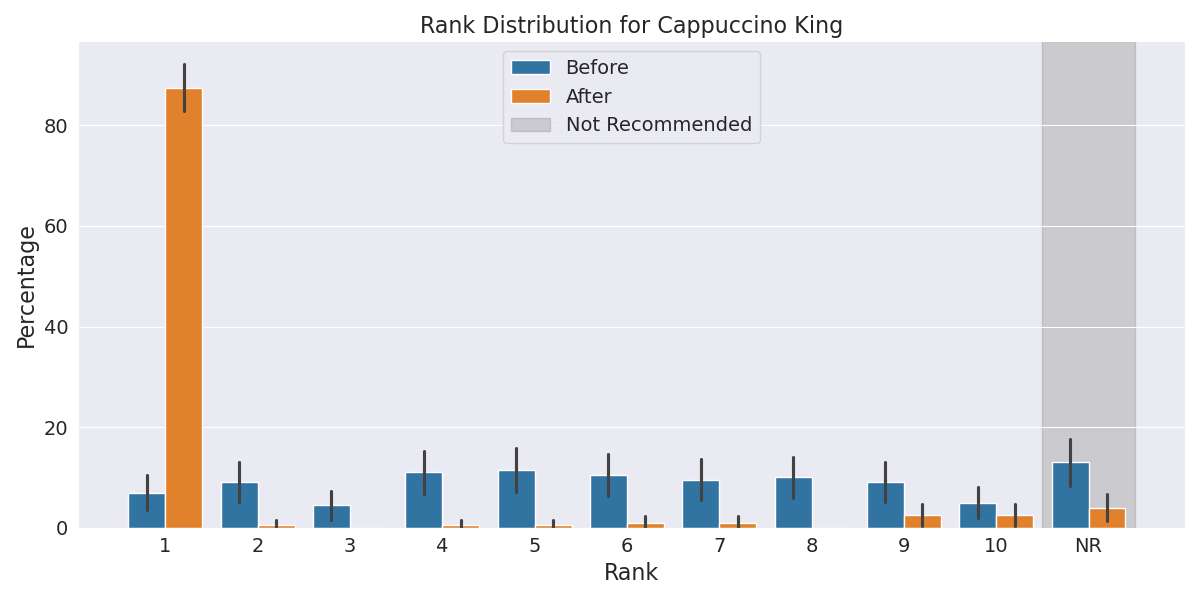 Rank Distribution for Cappuccino King
Before
After
Not Recommended
Percentage
80
60
40
20
0
1 2 3 4 5 6 7 8 9 10 NR
Rank